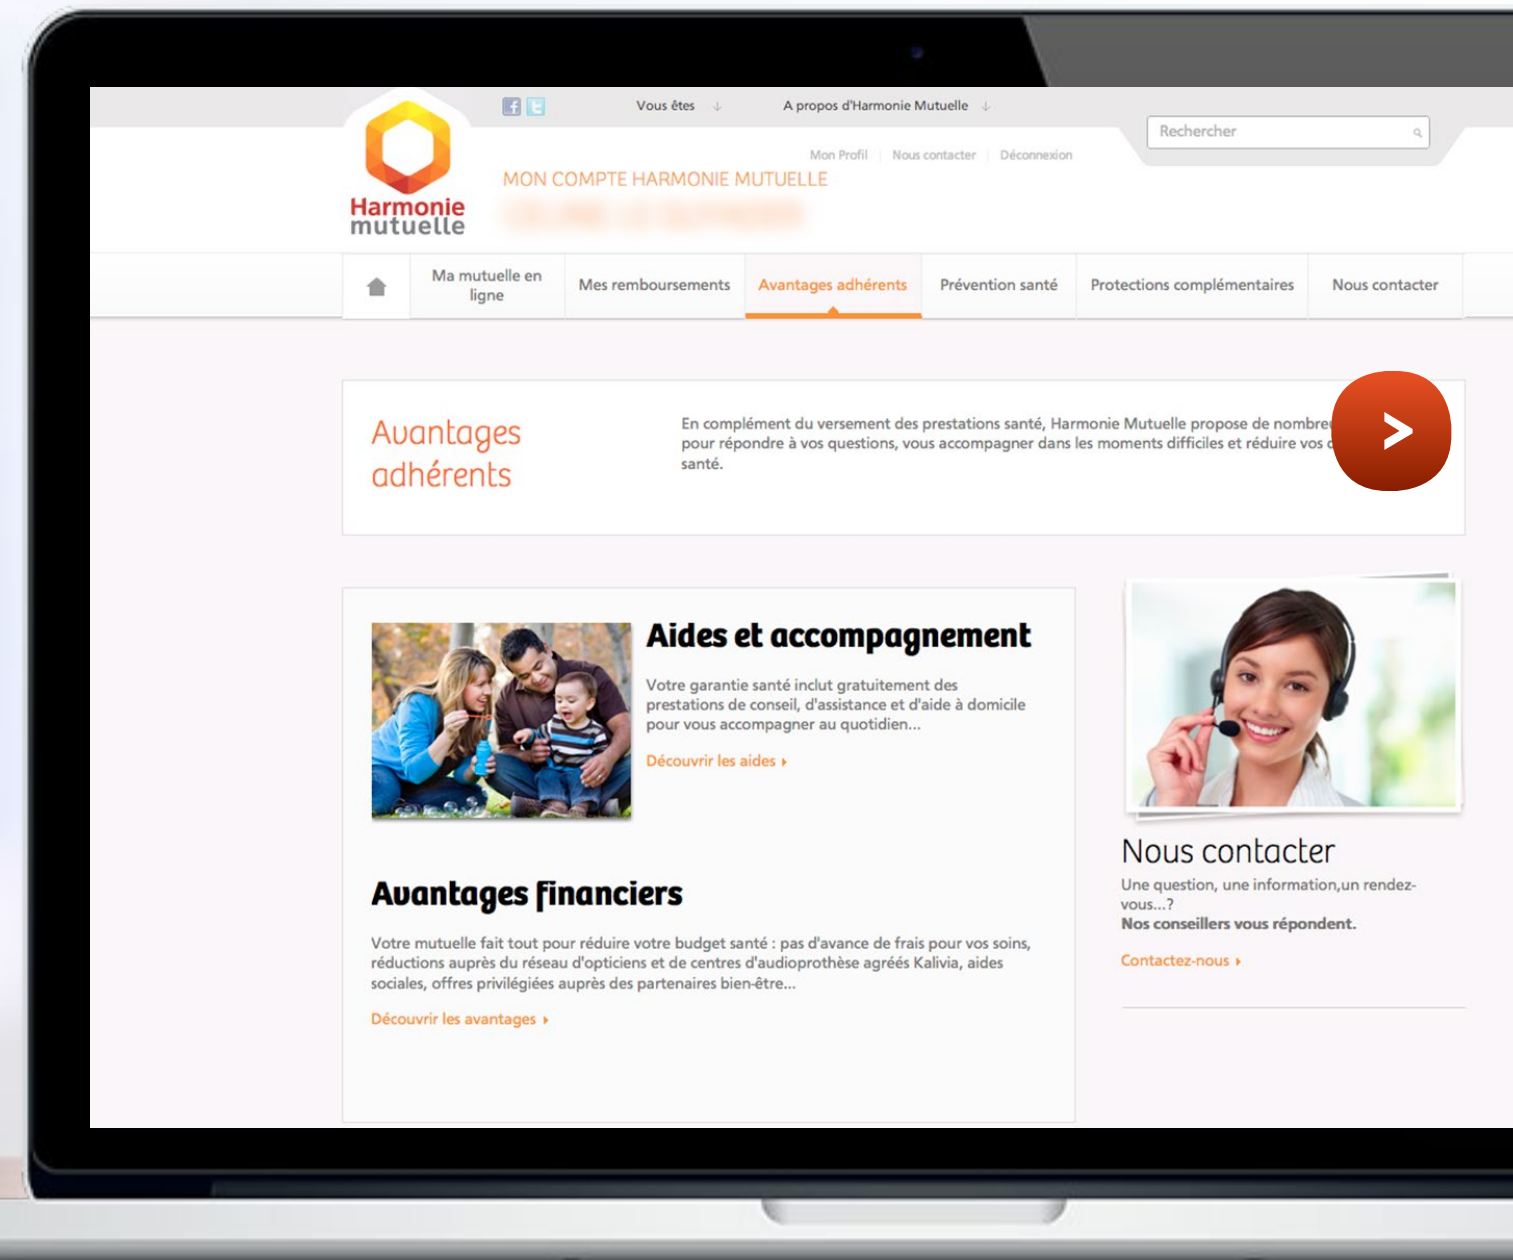 Vous êtes
A propos d'Harmonie Mutuelle
Rechercher
Mon Profil
Nous contacter
Déconnexion
MON COMPTE HARMONIE MUTUELLE
Harmonie
mutuelle
Ma mutuelle en
ligne
Mes remboursements
Avantages adhérents
Prévention santé
Protections complémentaires
Nous contacter
Avantages
adhérents
En complément du versement des prestations santé, Harmonie Mutuelle propose de
pour répondre à vos questions, vous accompagner dans les moments difficiles et réduire vos
santé.
>
Aides et accompagnement
Votre garantie santé inclut gratuitement des
prestations de conseil, d'assistance et d'aide à domicile
pour vous accompagner au quotidien...
Découvrir les aides
Avantages financiers
Votre mutuelle fait tout pour réduire votre budget santé : pas d'avance de frais pour vos soins,
réductions auprès du réseau d'opticiens et de centres d'audioprothèse agréés Kalivia, aides
sociales, offres privilégiées auprès des partenaires bien-être...
Découvrir les avantages
Nous contacter
Une question, une information,un rendez-
vous...?
Nos conseillers vous répondent.
Contactez-nous